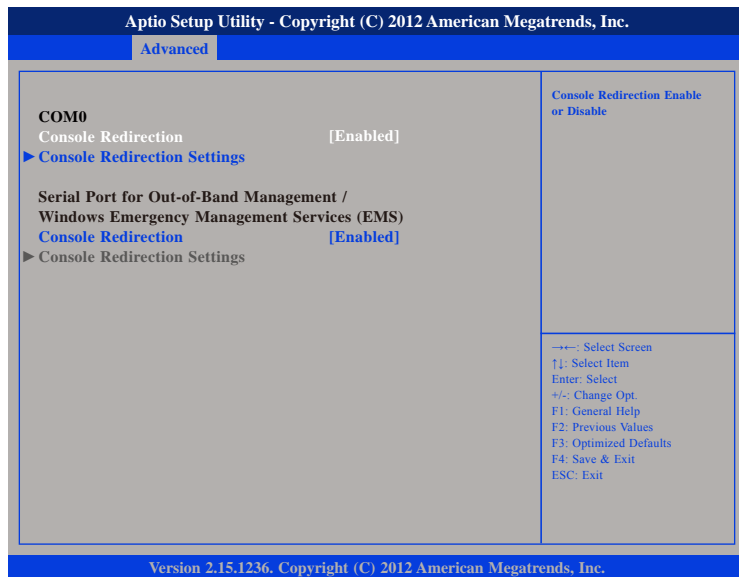 Aptio Setup Utility - Copyright (C) 2012 American Megatrends, Inc.
Advanced
COM0
Console Redirection [Enabled]
►Console Redirection Settings
Serial Port for Out-of-Band Management /
Windows Emergency Management Services (EMS)
Console Redirection [Enabled]
►Console Redirection Settings
Console Redirection Enable
or Disable
→←: Select Screen
↑↓: Select Item
Enter: Select
+/-: Change Opt.
F1: General Help
F2: Previous Values
F3: Optimized Defaults
F4: Save & Exit
ESC: Exit
Version 2.15.1236. Copyright (C) 2012 American Megatrends, Inc.